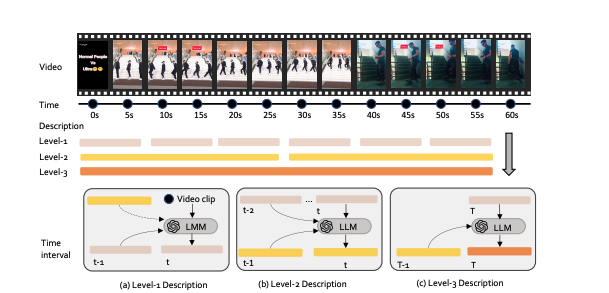 Normal People
Vs
Ultra
Video
Time
0s 5s 10s 15s 20s 25s 30s 35s 40s 45s 50s 55s 60s
Description
Level-1
Level-2
Level-3
Video clip
LMM
t-1 t
t-2 ... t
LLM
t-1 t
T
LLM
T-1 T
Time
interval
(a) Level-1 Description (b) Level-2 Description (c) Level-3 Description